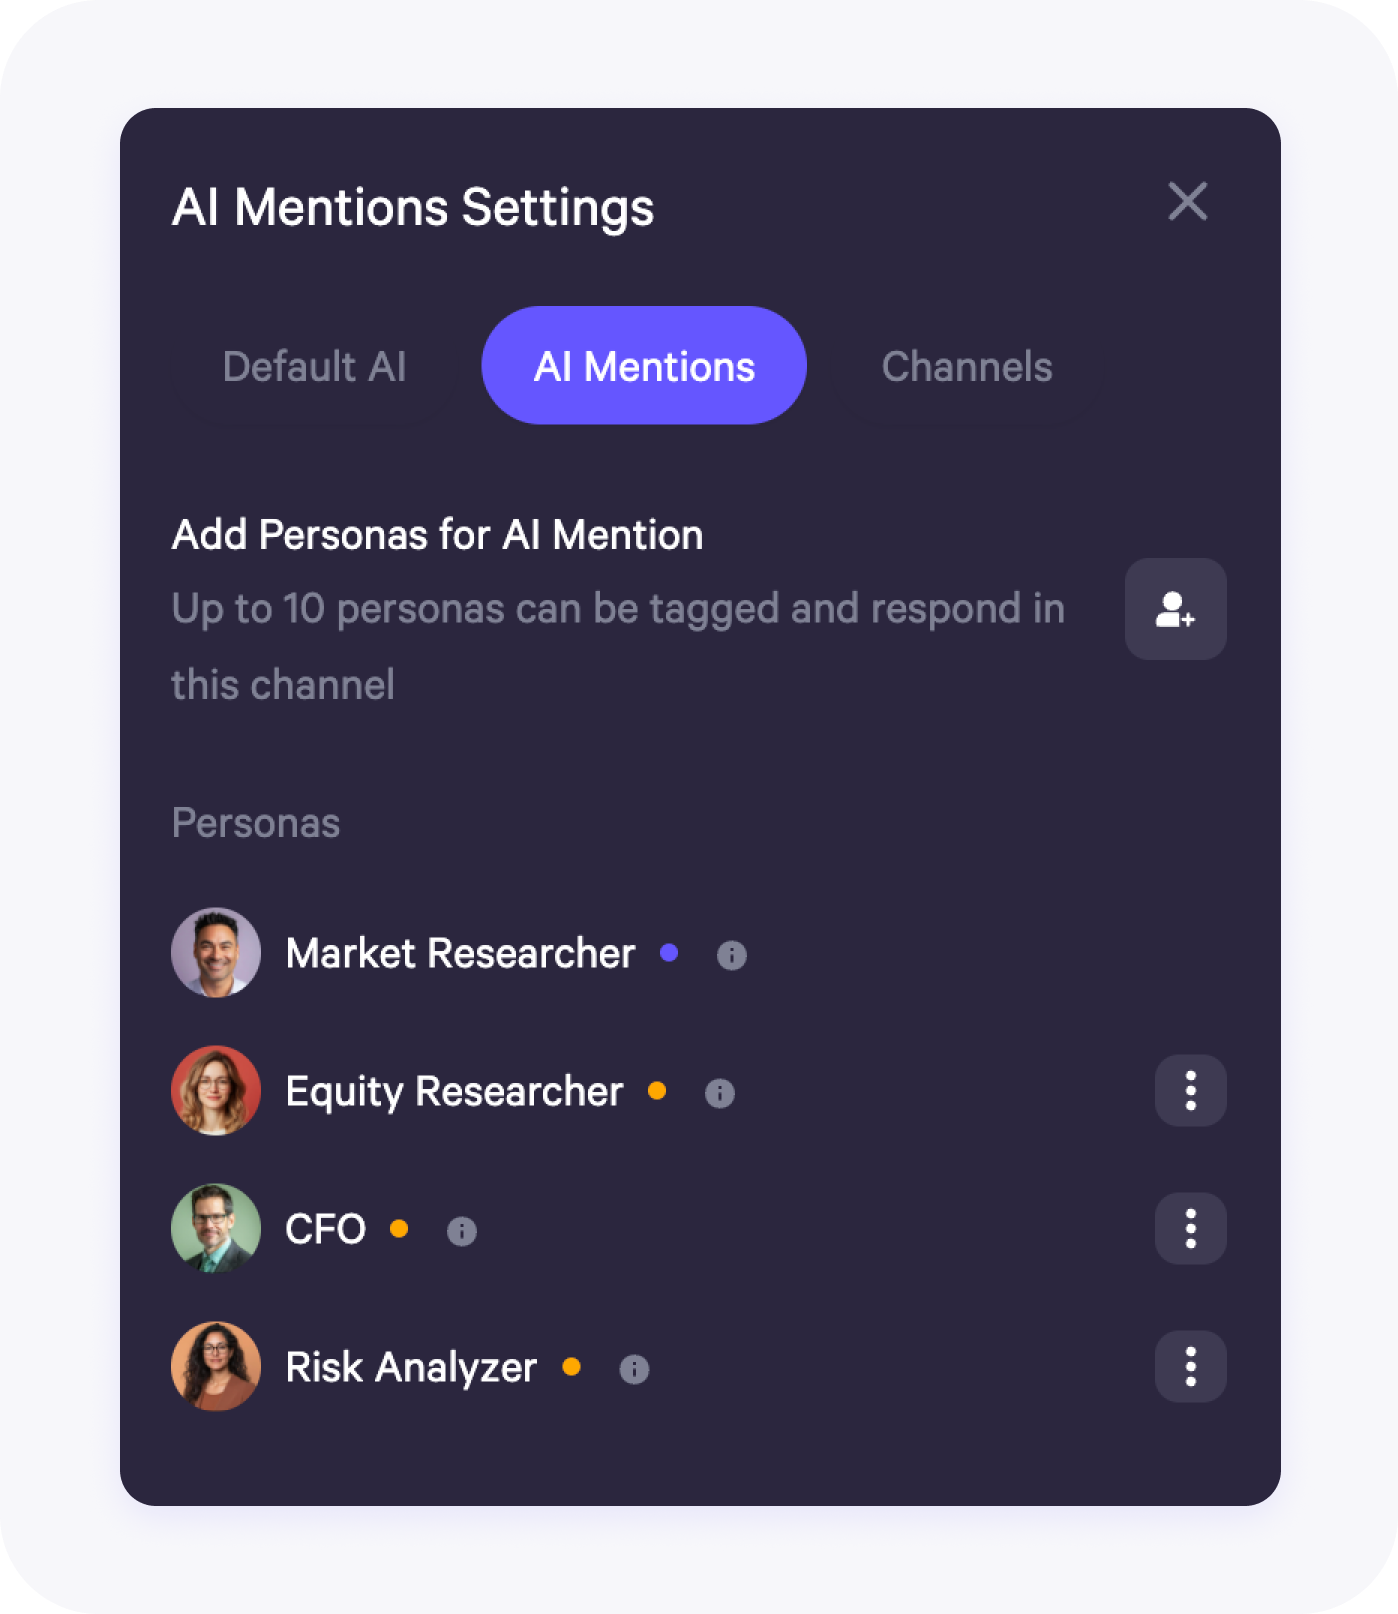 AI Mentions Settings
Default AI
AI Mentions
Channels
Add Personas for AI Mention
Up to 10 personas can be tagged and respond in
this channel
Personas
Market Researcher
Equity Researcher
CFO
Risk Analyzer